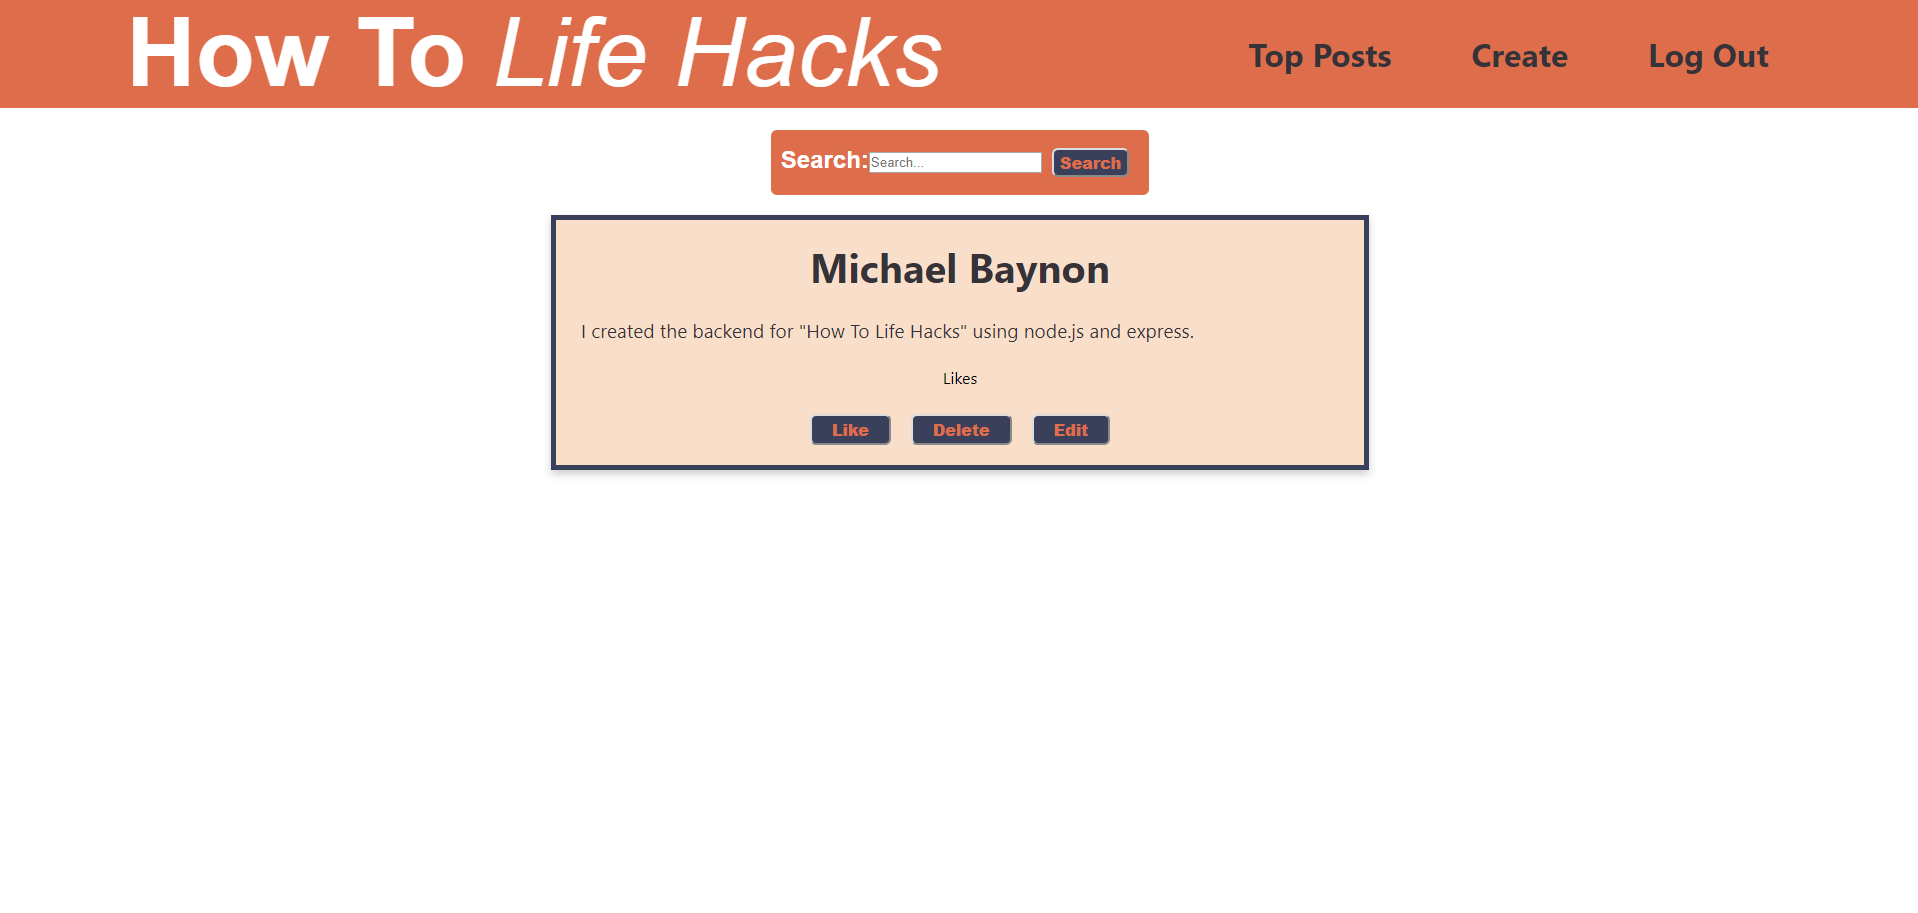 How To Life Hacks Top Posts Create Log Out
Search: Search... Search
Michael Baynon
I created the backend for "How To Life Hacks" using node.js and express.
Likes
Like Delete Edit